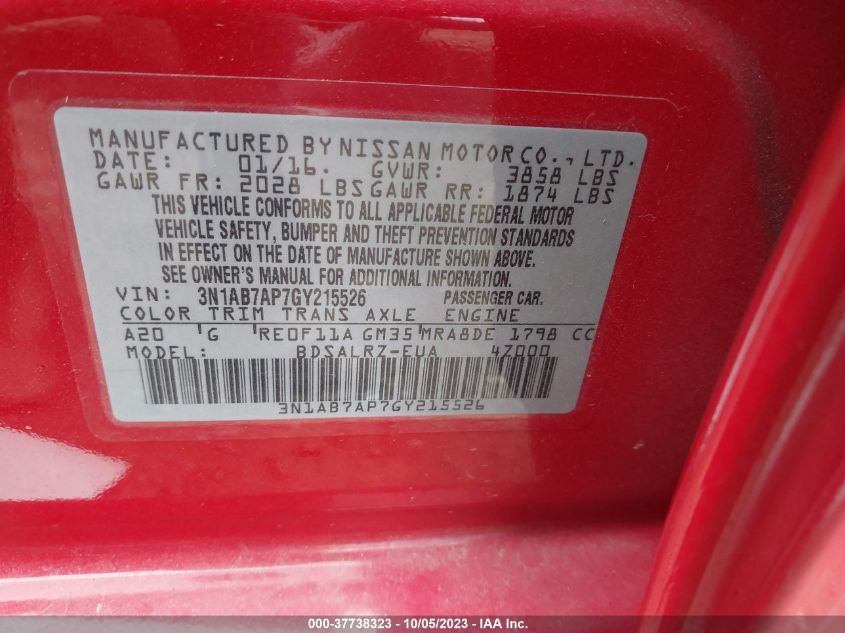 MANUFACTURED BY NISSAN MOTOR CO., LTD.
DATE: 01/16. GVWR: 3858 LBS
GAWR FR: 2028 LBS GAWR RR: 1874 LBS
THIS VEHICLE CONFORMS TO ALL APPLICABLE FEDERAL MOTOR
VEHICLE SAFETY, BUMPER AND THEFT PREVENTION STANDARDS
IN EFFECT ON THE DATE OF MANUFACTURE SHOWN ABOVE.
SEE OWNER'S MANUAL FOR ADDITIONAL INFORMATION.
VIN: 3N1AB7AP7GY215526 PASSENGER CAR.
COLOR TRIM TRANS AXLE ENGINE
A20 'G 'RE0F11A GM35'MRA8DE 1798 CC
MODEL: BDSALRZ-EUA 4Z000
3N1AB7AP7GY215526
000-37738323 - 10/05/2023 - IAA Inc.